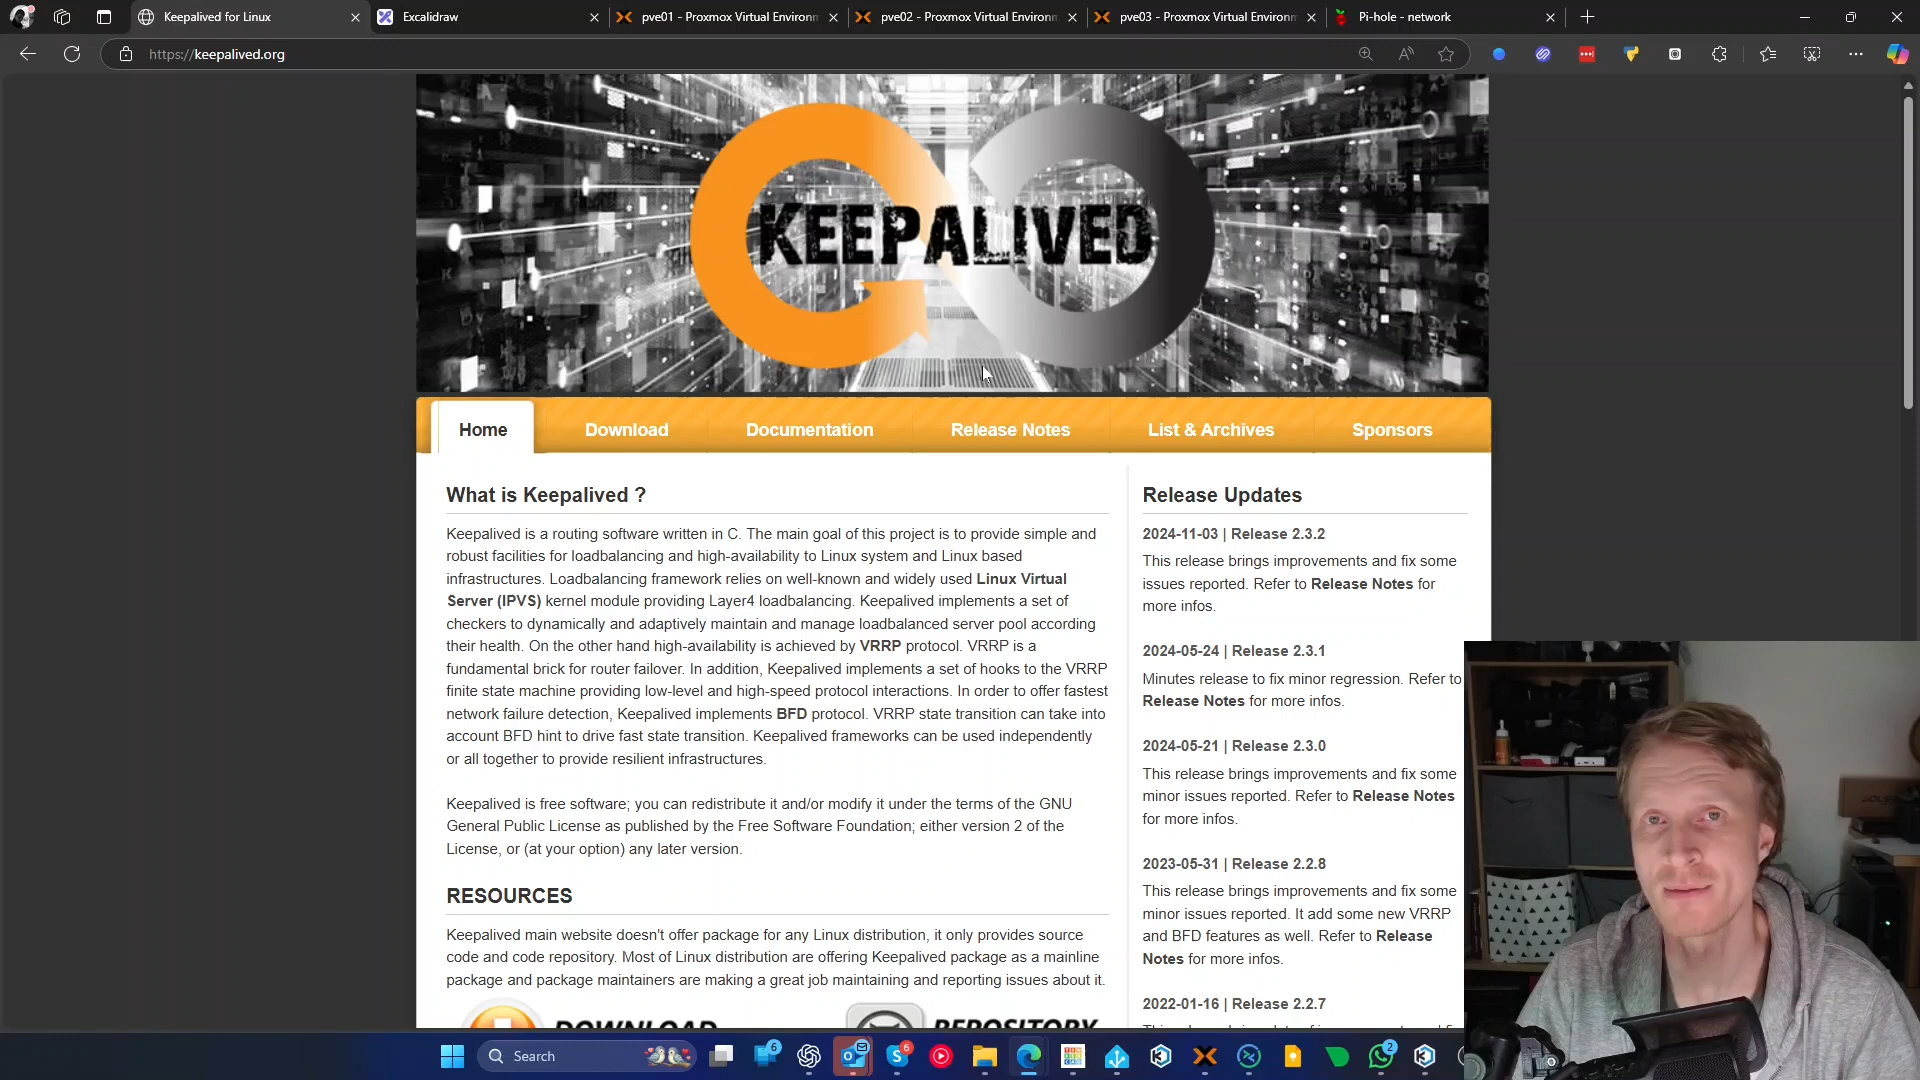 Keepalived for Linux
Excalidraw
pve01 - Proxmox Virtual Environm
pve02 - Proxmox Virtual Environm
pve03 - Proxmox Virtual Environm
Pi-hole - network
https://keepalived.org
KEEPALIVED
Home
Download
Documentation
Release Notes
List & Archives
Sponsors
What is Keepalived ?
Keepalived is a routing software written in C. The main goal of this project is to provide simple and
robust facilities for loadbalancing and high-availability to Linux system and Linux based
infrastructures. Loadbalancing framework relies on well-known and widely used Linux Virtual
Server (IPVS) kernel module providing Layer4 loadbalancing. Keepalived implements a set of
checkers to dynamically and adaptively maintain and manage loadbalanced server pool according
their health. On the other hand high-availability is achieved by VRRP protocol. VRRP is a
fundamental brick for router failover. In addition, Keepalived implements a set of hooks to the VRRP
finite state machine providing low-level and high-speed protocol interactions. In order to offer fastest
network failure detection, Keepalived implements BFD protocol. VRRP state transition can take into
account BFD hint to drive fast state transition. Keepalived frameworks can be used independently
or all together to provide resilient infrastructures.
Keepalived is free software; you can redistribute it and/or modify it under the terms of the GNU
General Public License as published by the Free Software Foundation; either version 2 of the
License, or (at your option) any later version.
RESOURCES
Keepalived main website doesn't offer package for any Linux distribution, it only provides source
code and code repository. Most of Linux distribution are offering Keepalived package as a mainline
package and package maintainers are making a great job maintaining and reporting issues about it.
DOWNLOAD
REPOSITORY
Release Updates
2024-11-03 | Release 2.3.2
This release brings improvements and fix some
issues reported. Refer to Release Notes for
more infos.
2024-05-24 | Release 2.3.1
Minutes release to fix minor regression. Refer to
Release Notes for more infos.
2024-05-21 | Release 2.3.0
This release brings improvements and fix some
minor issues reported. Refer to Release Notes
for more infos.
2023-05-31 | Release 2.2.8
This release brings improvements and fix some
minor issues reported. It add some new VRRP
and BFD features as well. Refer to Release
Notes for more infos.
2022-01-16 | Release 2.2.7
Search
6
6
2